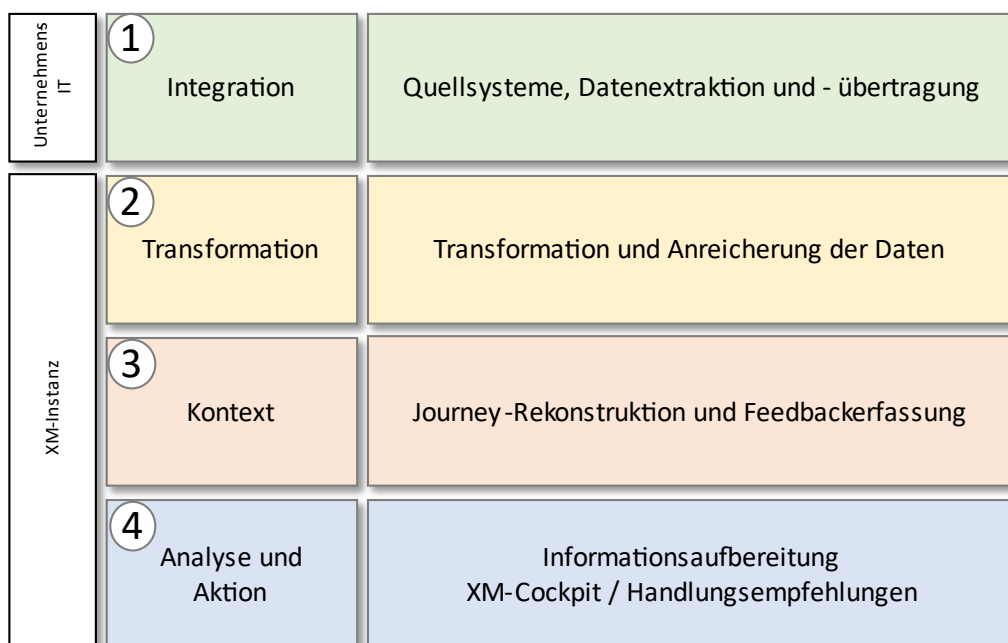 Unternehmens
IT
1
Integration
Quellsysteme, Datenextraktion und - übertragung
XM-Instanz
2
Transformation
Transformation und Anreicherung der Daten
3
Kontext
Journey-Rekonstruktion und Feedbackerfassung
4
Analyse und
Aktion
Informationsaufbereitung
XM-Cockpit / Handlungsempfehlungen